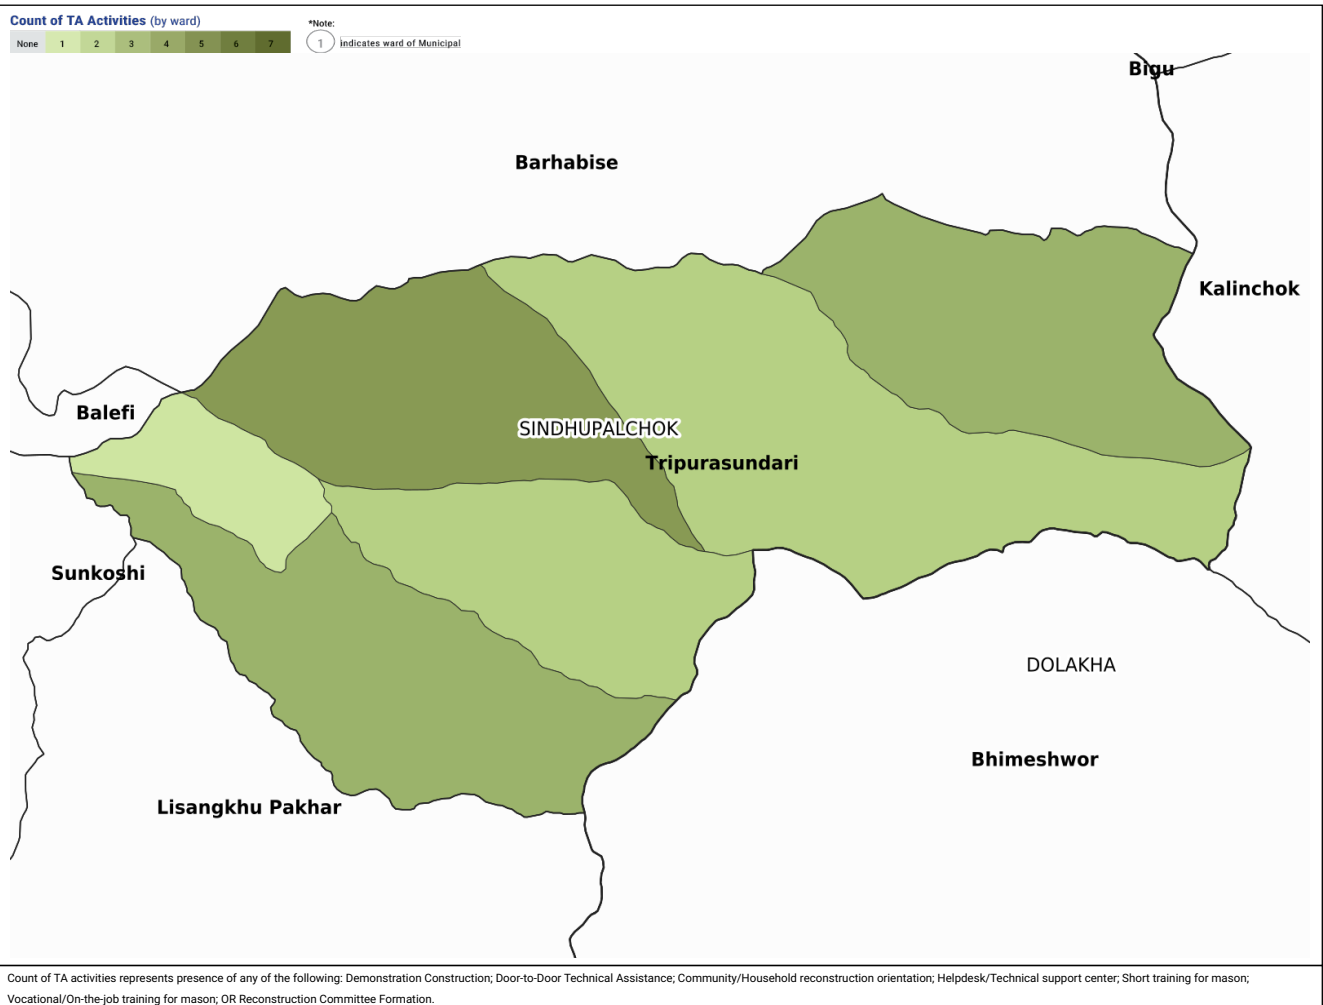 Count of TA Activities (by ward)
*Note:
None 1 2 3 4 5 6 7
1 indicates ward of Municipal
Bigu
Barhabise
Kalinchok
Balefi
SINDHUPALCHOK
Tripurasundari
Sunkoshi
DOLAKHA
Bhimeshwor
Lisangkhu Pakhar
Count of TA activities represents presence of any of the following: Demonstration Construction; Door-to-Door Technical Assistance; Community/Household reconstruction orientation; Helpdesk/Technical support center; Short training for mason;
Vocational/On-the-job training for mason; OR Reconstruction Committee Formation.